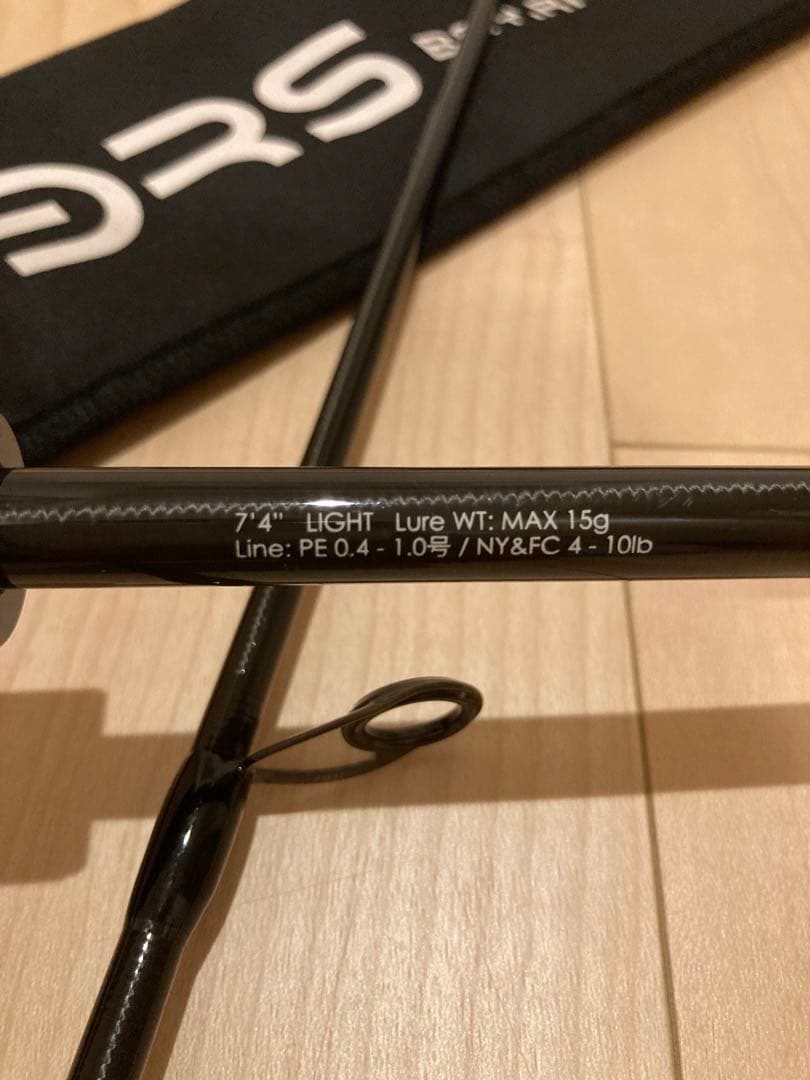 7'4" LIGHT Lure WT: MAX 15g
Line: PE 0.4 - 1.0号 / NY&FC 4 - 10lb